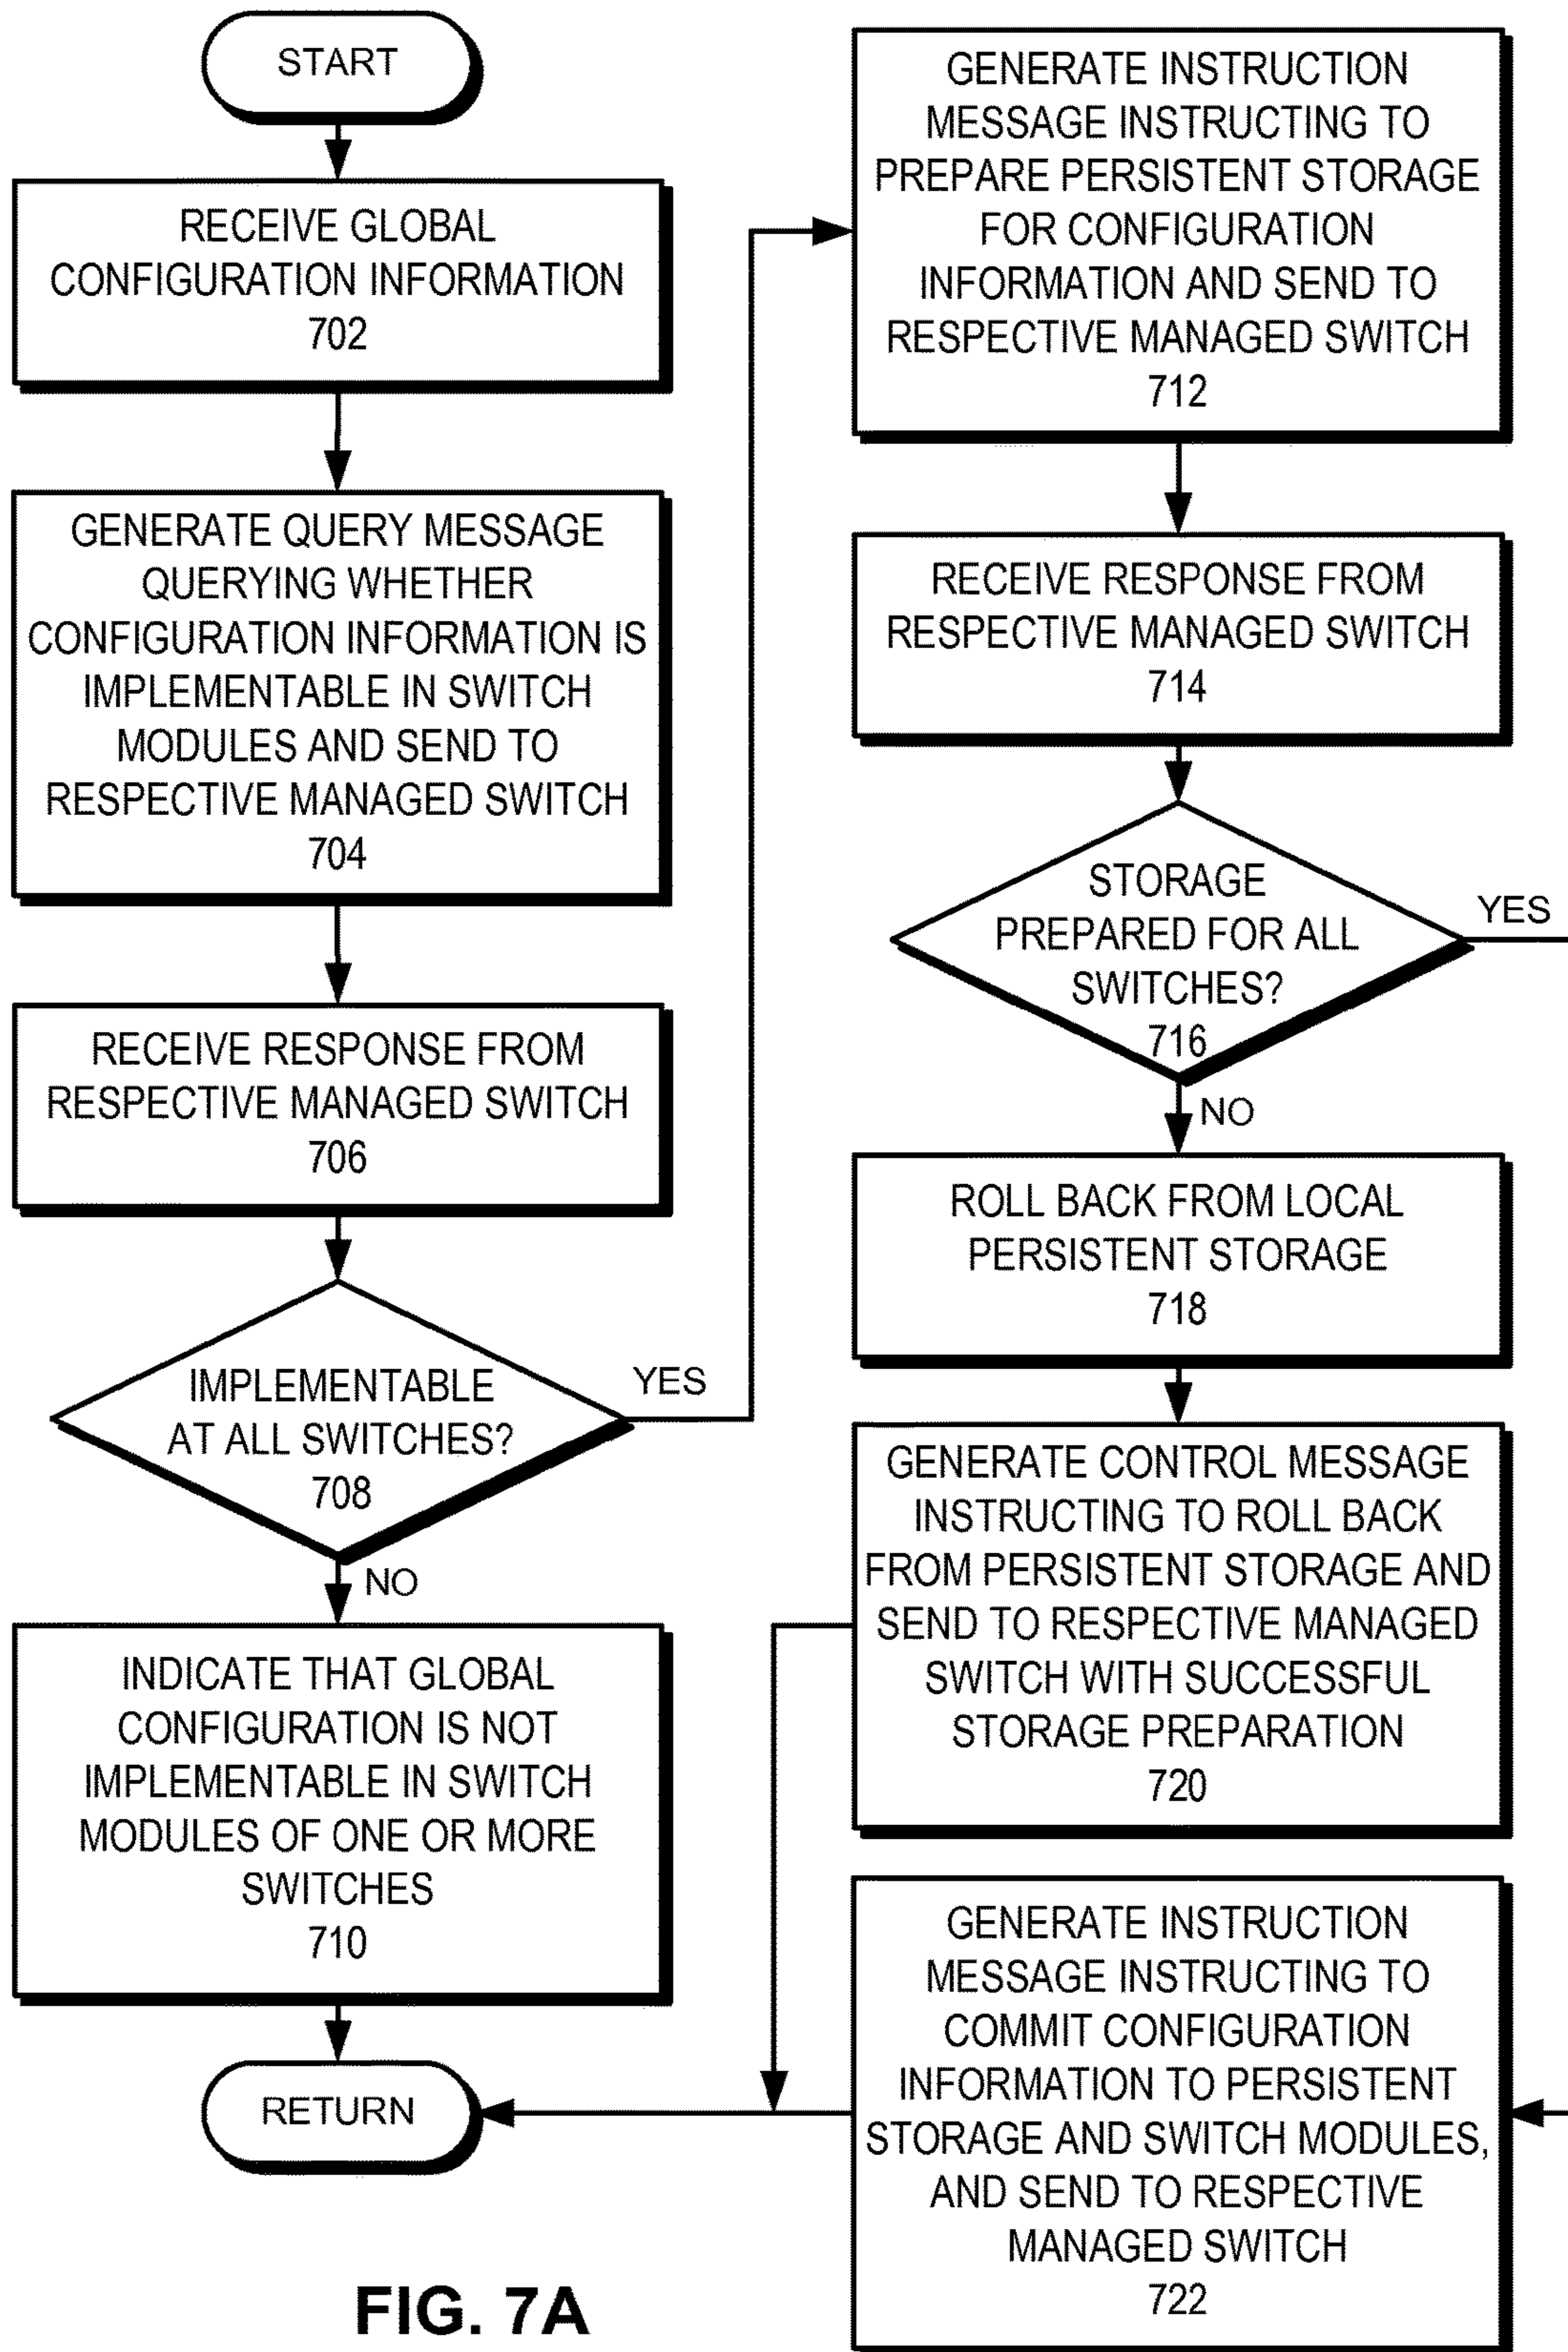 START
RECEIVE GLOBAL
CONFIGURATION INFORMATION
702
GENERATE QUERY MESSAGE
QUERYING WHETHER
CONFIGURATION INFORMATION IS
IMPLEMENTABLE IN SWITCH
MODULES AND SEND TO
RESPECTIVE MANAGED SWITCH
704
RECEIVE RESPONSE FROM
RESPECTIVE MANAGED SWITCH
706
IMPLEMENTABLE
AT ALL SWITCHES?
708
YES
NO
INDICATE THAT GLOBAL
CONFIGURATION IS NOT
IMPLEMENTABLE IN SWITCH
MODULES OF ONE OR MORE
SWITCHES
710
RETURN
GENERATE INSTRUCTION
MESSAGE INSTRUCTING TO
PREPARE PERSISTENT STORAGE
FOR CONFIGURATION
INFORMATION AND SEND TO
RESPECTIVE MANAGED SWITCH
712
RECEIVE RESPONSE FROM
RESPECTIVE MANAGED SWITCH
714
STORAGE
PREPARED FOR ALL
SWITCHES?
716
YES
NO
ROLL BACK FROM LOCAL
PERSISTENT STORAGE
718
GENERATE CONTROL MESSAGE
INSTRUCTING TO ROLL BACK
FROM PERSISTENT STORAGE AND
SEND TO RESPECTIVE MANAGED
SWITCH WITH SUCCESSFUL
STORAGE PREPARATION
720
GENERATE INSTRUCTION
MESSAGE INSTRUCTING TO
COMMIT CONFIGURATION
INFORMATION TO PERSISTENT
STORAGE AND SWITCH MODULES,
AND SEND TO RESPECTIVE
MANAGED SWITCH
722
FIG. 7A